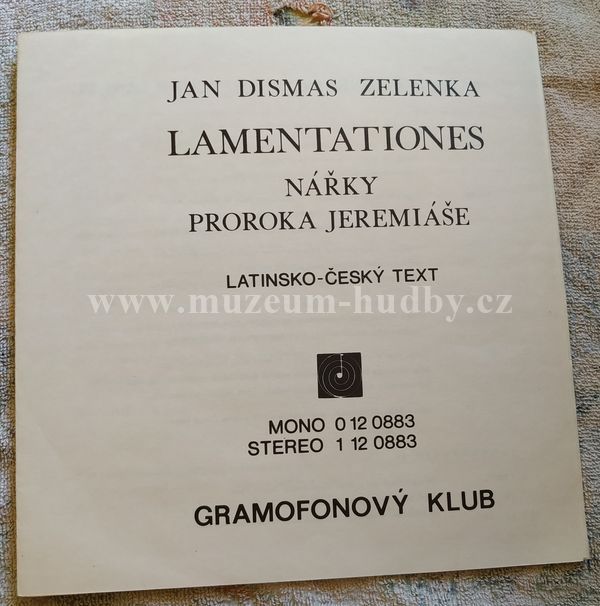 JAN DISMAS ZELENKA
LAMENTATIONES
NÁŘKY
PROROKA JEREMIÁŠE
LATINSKO-ČESKÝ TEXT
www.muzeum-hudby.cz
MONO 0 12 0883
STEREO 1 12 0883
GRAMOFONOVÝ KLUB